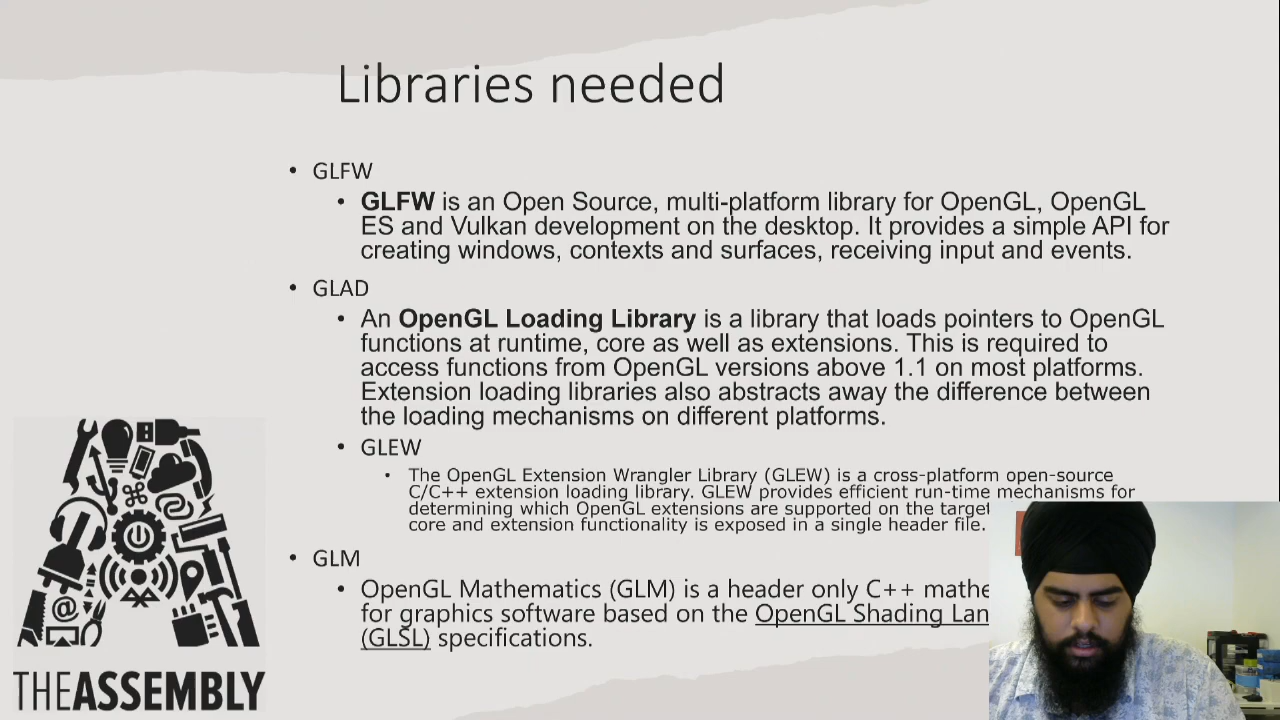 Libraries needed
• GLFW
• GLFW is an Open Source, multi-platform library for OpenGL, OpenGL
ES and Vulkan development on the desktop. It provides a simple API for
creating windows, contexts and surfaces, receiving input and events.
• GLAD
• An OpenGL Loading Library is a library that loads pointers to OpenGL
functions at runtime, core as well as extensions. This is required to
access functions from OpenGL versions above 1.1 on most platforms.
Extension loading libraries also abstracts away the difference between
the loading mechanisms on different platforms.
• GLEW
• The OpenGL Extension Wrangler Library (GLEW) is a cross-platform open-source
C/C++ extension loading library. GLEW provides efficient run-time mechanisms for
determining which OpenGL extensions are supported on the target
core and extension functionality is exposed in a single header file.
• GLM
• OpenGL Mathematics (GLM) is a header only C++ mathe
for graphics software based on the OpenGL Shading Lan
(GLSL) specifications.
THEASSEMBLY